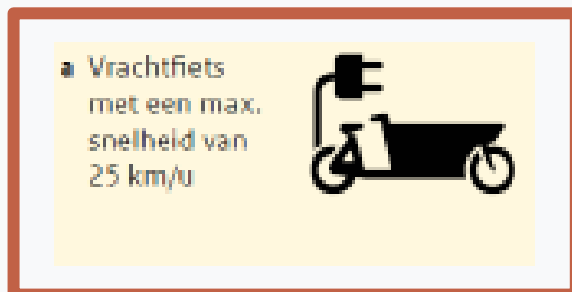 a Vrachtfiets
met een max.
snelheid van
25 km/u